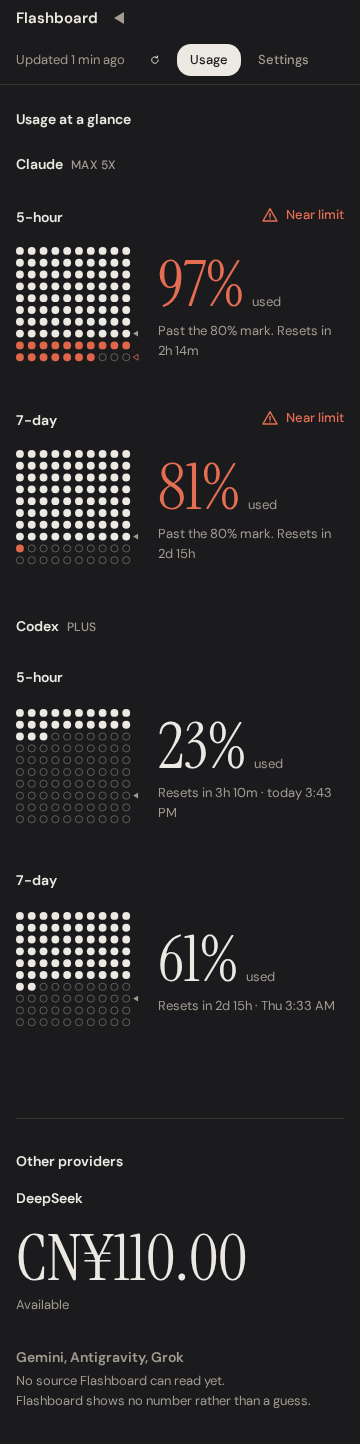 Flashboard
Updated 1 min ago
Usage
Settings
Usage at a glance
Claude MAX 5X
5-hour
Near limit
97% used
Past the 80% mark. Resets in
2h 14m
7-day
Near limit
81% used
Past the 80% mark. Resets in
2d 15h
Codex PLUS
5-hour
23% used
Resets in 3h 10m · today 3:43
PM
7-day
61% used
Resets in 2d 15h · Thu 3:33 AM
Other providers
DeepSeek
CN¥110.00
Available
Gemini, Antigravity, Grok
No source Flashboard can read yet.
Flashboard shows no number rather than a guess.